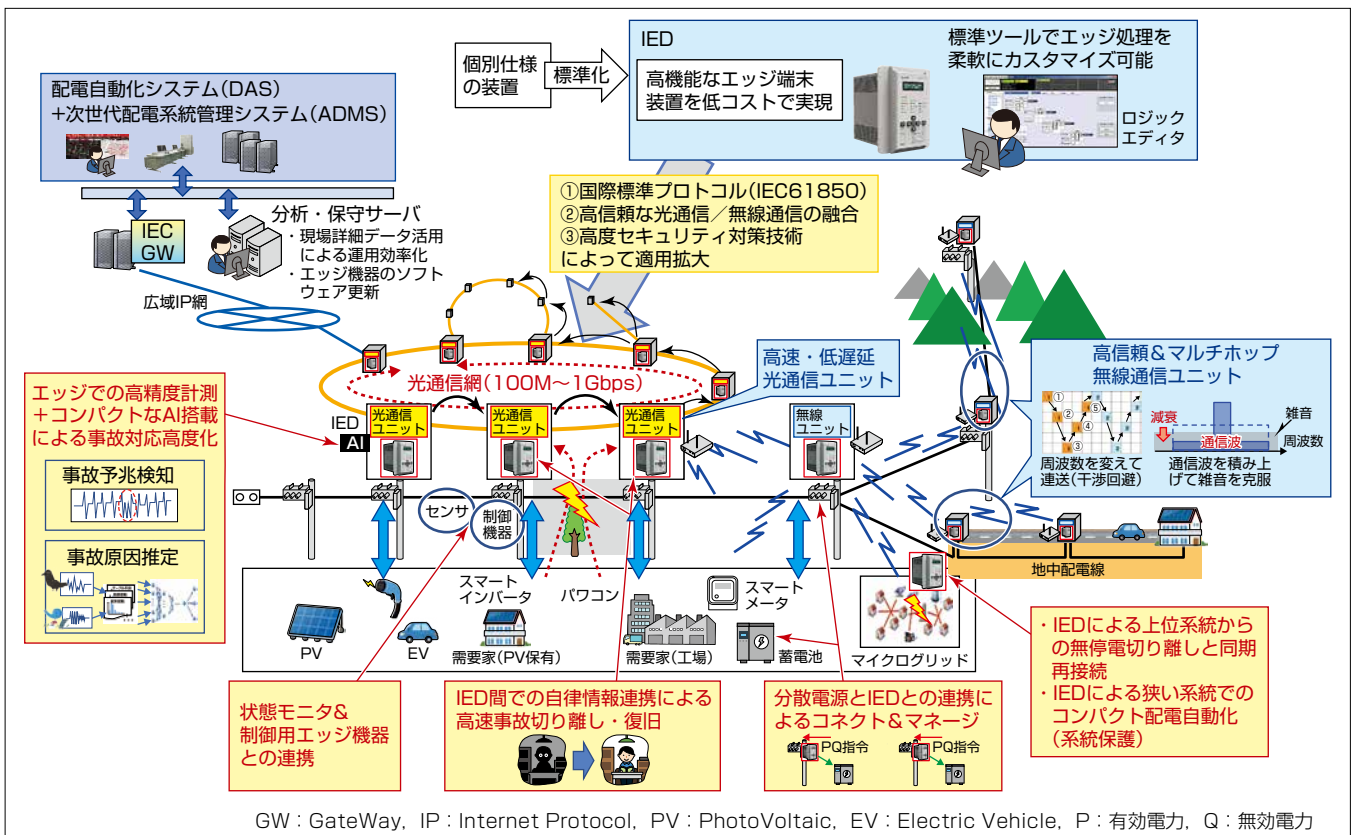 個別仕様
の装置
標準化
IED
高機能なエッジ端末
装置を低コストで実現
標準ツールでエッジ処理を
柔軟にカスタマイズ可能
ロジック
エディタ
配電自動化システム(DAS)
+次世代配電系統管理システム(ADMS)
IEC
GW
分析・保守サーバ
・現場詳細データ活用
による運用効率化
・エッジ機器のソフト
ウェア更新
広域IP網
①国際標準プロトコル(IEC61850)
②高信頼な光通信／無線通信の融合
③高度セキュリティ対策技術
によって適用拡大
光通信網(100M～1Gbps)
高速・低遅延
光通信ユニット
高信頼＆マルチホップ
無線通信ユニット
①
②
③
④
⑤
周波数を変えて
連送(干渉回避)
減衰
通信波
雑音
周波数
通信波を積み上
げて雑音を克服
エッジでの高精度計測
+コンパクトなAI搭載
による事故対応高度化
事故予兆検知
事故原因推定
IED
AI
光通信
ユニット
光通信
ユニット
光通信
ユニット
無線
ユニット
センサ
制御
機器
地中配電線
PV
EV
スマート
インバータ
需要家(PV保有)
パワコン
需要家(工場)
スマート
メータ
蓄電池
マイクログリッド
状態モニタ&
制御用エッジ機器
との連携
IED間での自律情報連携による
高速事故切り離し・復旧
分散電源とIEDとの連携に
よるコネクト＆マネージ
PQ指令
PQ指令
・IEDによる上位系統から
の無停電切り離しと同期
再接続
・IEDによる狭い系統での
コンパクト配電自動化
(系統保護)
GW：GateWay，IP：Internet Protocol，PV：PhotoVoltaic，EV：Electric Vehicle，P：有効電力，Q：無効電力